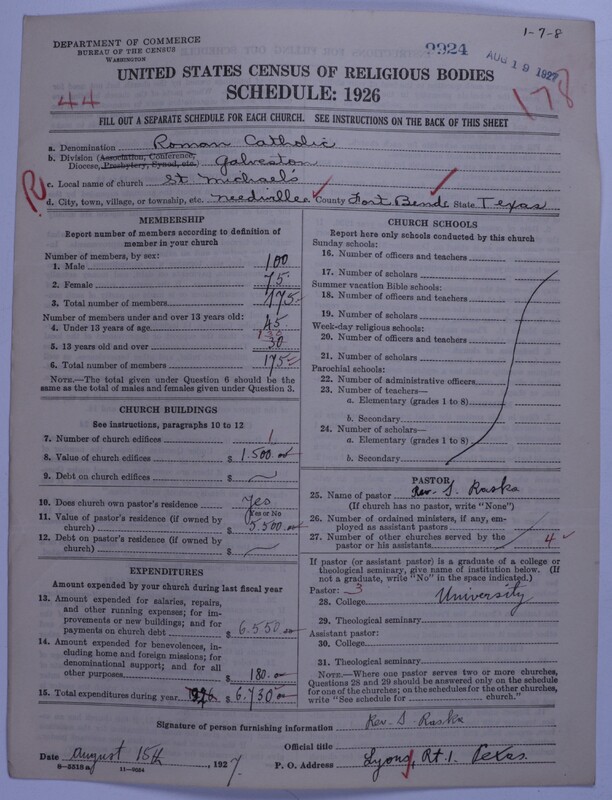 1-7-8
DEPARTMENT OF COMMERCE
BUREAU OF THE CENSUS
WASHINGTON
9924
AUG 19 1927
UNITED STATES CENSUS OF RELIGIOUS BODIES
SCHEDULE: 1926
44
178
FILL OUT A SEPARATE SCHEDULE FOR EACH CHURCH. SEE INSTRUCTIONS ON THE BACK OF THIS SHEET
a. Denomination Roman Catholic
b. Division (Association, Conference, Diocese, Presbytery, Synod, etc.) Galveston
c. Local name of church St Michael's
d. City, town, village, or township, etc. Needville County Fort Bend State Texas
MEMBERSHIP
Report number of members according to definition of
member in your church
Number of members, by sex:
1. Male 100
2. Female 75
3. Total number of members 175
Number of members under and over 13 years old:
4. Under 13 years of age 45
5. 13 years old and over 130 30
6. Total number of members 175
NOTE.—The total given under Question 6 should be
same as the total of males and females given under Question 3.
CHURCH BUILDINGS
See instructions, paragraphs 10 to 12
7. Number of church edifices 1
8. Value of church edifices $ 1.500.00
9. Debt on church edifices $
10. Does church own pastor's residence Yes
Yes or No
11. Value of pastor's residence (if owned by
church) $ 5.500.00
12. Debt on pastor's residence (if owned by
church) $
EXPENDITURES
Amount expended by your church during last fiscal year
13. Amount expended for salaries, repairs,
and other running expenses; for im-
provements or new buildings; and for
payments on church debt $ 6.550.00
14. Amount expended for benevolences, in-
cluding home and foreign missions; for
denominational support; and for all
other purposes $ 180.00
15. Total expenditures during year 1926 $ 6.730.00
CHURCH SCHOOLS
Report here only schools conducted by this church
Sunday schools:
16. Number of officers and teachers
17. Number of scholars
Summer vacation Bible schools:
18. Number of officers and teachers
19. Number of scholars
Week-day religious schools:
20. Number of officers and teachers
21. Number of scholars
Parochial schools:
22. Number of administrative officers
23. Number of teachers—
a. Elementary (grades 1 to 8)
b. Secondary
24. Number of scholars—
a. Elementary (grades 1 to 8)
b. Secondary
PASTOR
25. Name of pastor Rev. S. Raska
(If church has no pastor, write "None")
26. Number of ordained ministers, if any, em-
ployed as assistant pastors
27. Number of other churches served by the
pastor or his assistants 4
If pastor (or assistant pastor) is a graduate of a college or
theological seminary, give name of institution below. (If
not a graduate, write "No" in the space indicated.)
Pastor: 3
28. College University
29. Theological seminary
Assistant pastor:
30. College
31. Theological seminary
NOTE.—Where one pastor serves two or more churches,
Questions 28 and 29 should be answered only on the schedule
for one of the churches; on the schedules for the other churches,
write "See schedule for church."
Signature of person furnishing information Rev. S. Raska
Official title
Date August 15th, 1927 P. O. Address Lyons, Rt. 1. Texas.
8-5318a 11-9054